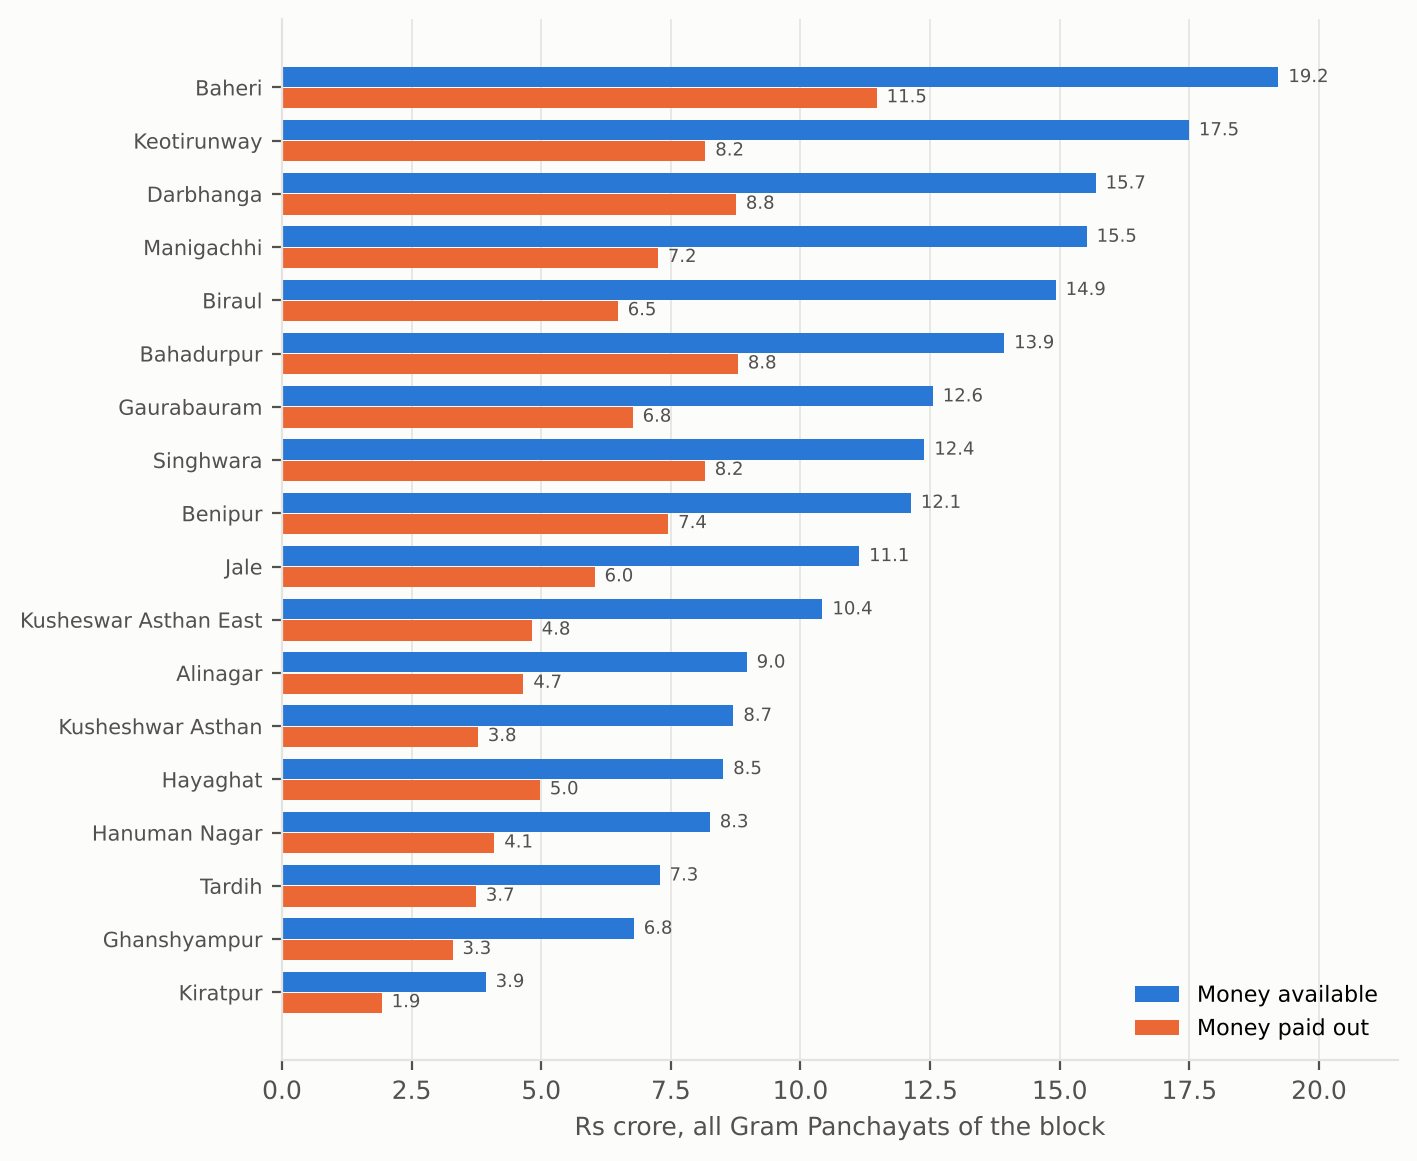 Baheri 19.2
11.5
Keotirunway 17.5
8.2
Darbhanga 15.7
8.8
Manigachhi 15.5
7.2
Biraul 14.9
6.5
Bahadurpur 13.9
8.8
Gaurabauram 12.6
6.8
Singhwara 12.4
8.2
Benipur 12.1
7.4
Jale 11.1
6.0
Kusheswar Asthan East 10.4
4.8
Alinagar 9.0
4.7
Kusheshwar Asthan 8.7
3.8
Hayaghat 8.5
5.0
Hanuman Nagar 8.3
4.1
Tardih 7.3
3.7
Ghanshyampur 6.8
3.3
Kiratpur 3.9
1.9
Money available
Money paid out
0.0 2.5 5.0 7.5 10.0 12.5 15.0 17.5 20.0
Rs crore, all Gram Panchayats of the block